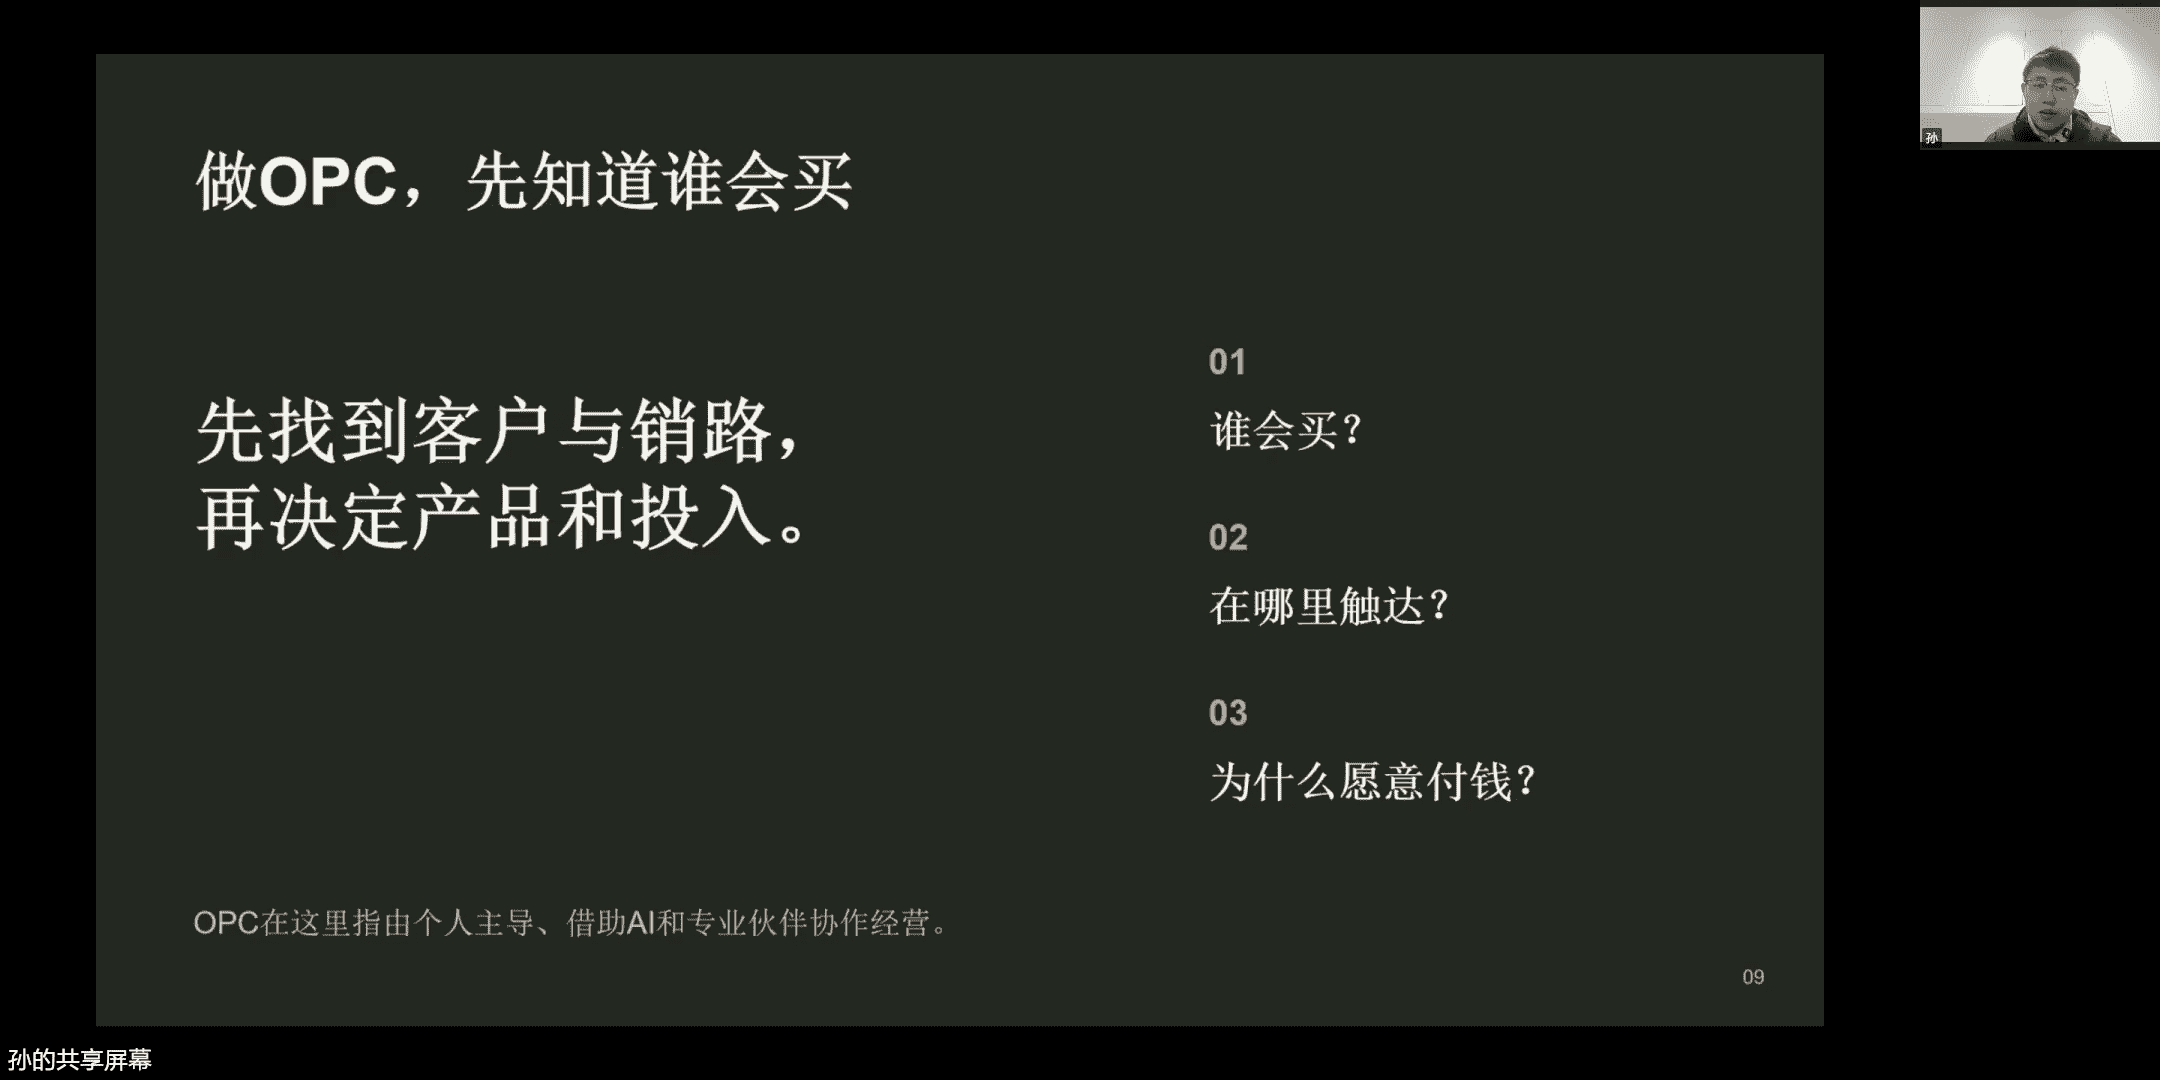 做OPC，先知道谁会买
先找到客户与销路，
再决定产品和投入。
01
谁会买？
02
在哪里触达？
03
为什么愿意付钱？
OPC在这里指由个人主导、借助AI和专业伙伴协作经营。
09
孙
孙的共享屏幕